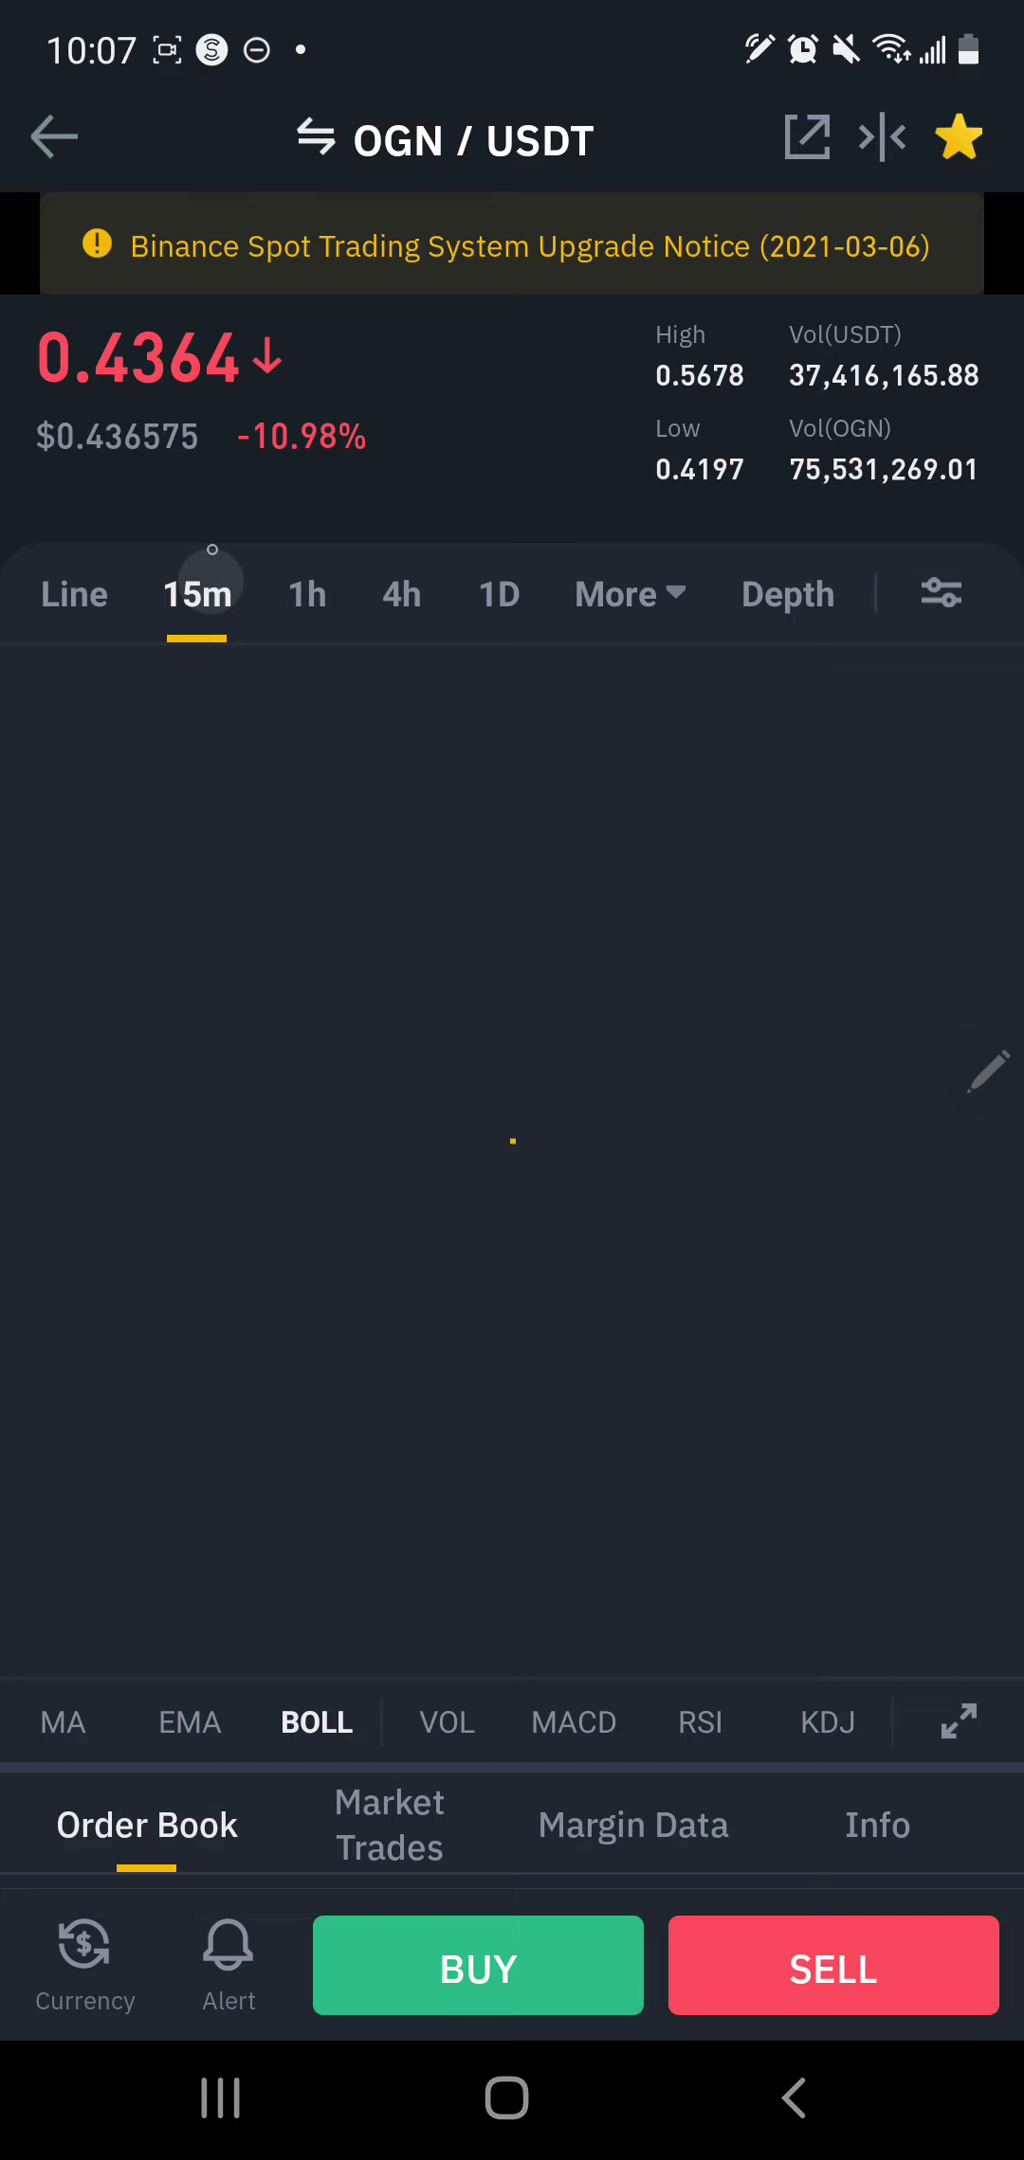 10:07
OGN / USDT
Binance Spot Trading System Upgrade Notice (2021-03-06)
0.4364
$0.436575 -10.98%
High
0.5678
Low
0.4197
Vol(USDT)
37,416,165.88
Vol(OGN)
75,531,269.01
Line 15m 1h 4h 1D More Depth
MA EMA BOLL VOL MACD RSI KDJ
Order Book
Market
Trades
Margin Data
Info
Currency
Alert
BUY
SELL